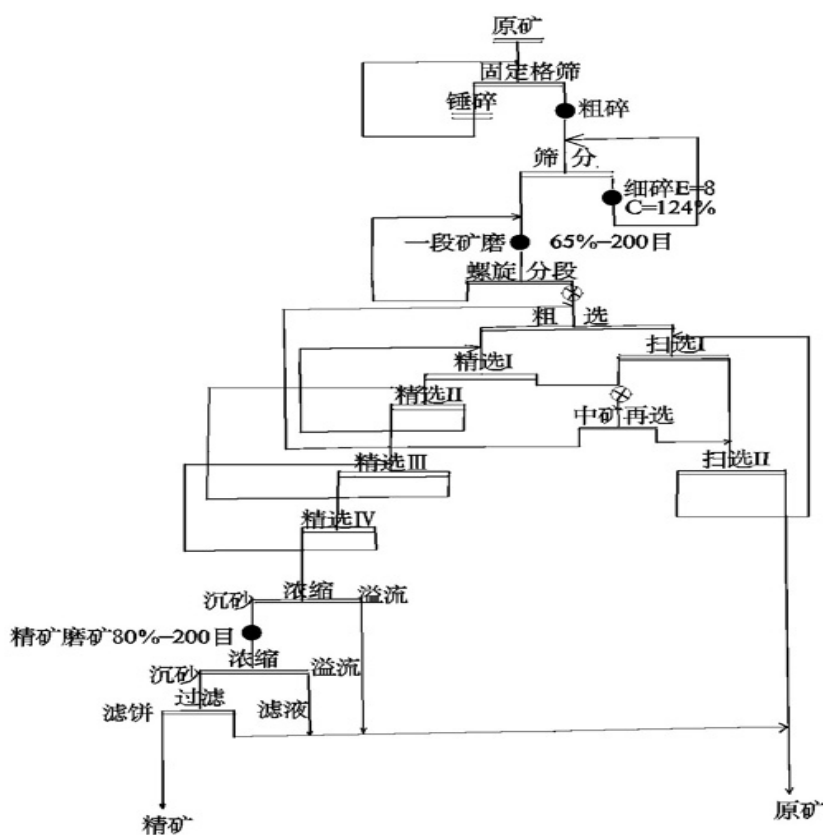 原矿
固定格筛
锤碎
粗碎
筛分
细碎E=8
C=124%
一段矿磨
65%-200目
螺旋分段
粗选
精选I
扫选I
精选II
中矿再选
精选III
扫选II
精选IV
沉砂
浓缩
溢流
精矿磨矿80%-200目
沉砂
浓缩
溢流
滤饼
过滤
滤液
精矿
原矿